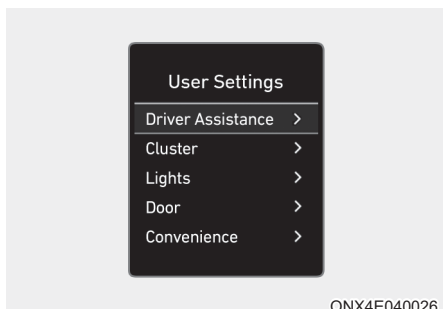 User Settings
Driver Assistance >
Cluster >
Lights >
Door >
Convenience >
ONX4E040026